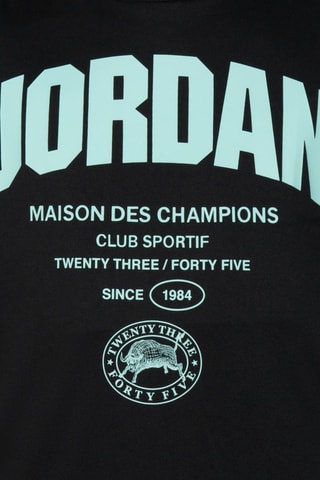 JORDAN
MAISON DES CHAMPIONS
CLUB SPORTIF
TWENTY THREE / FORTY FIVE
SINCE 1984
TWENTY THREE
FORTY FIVE